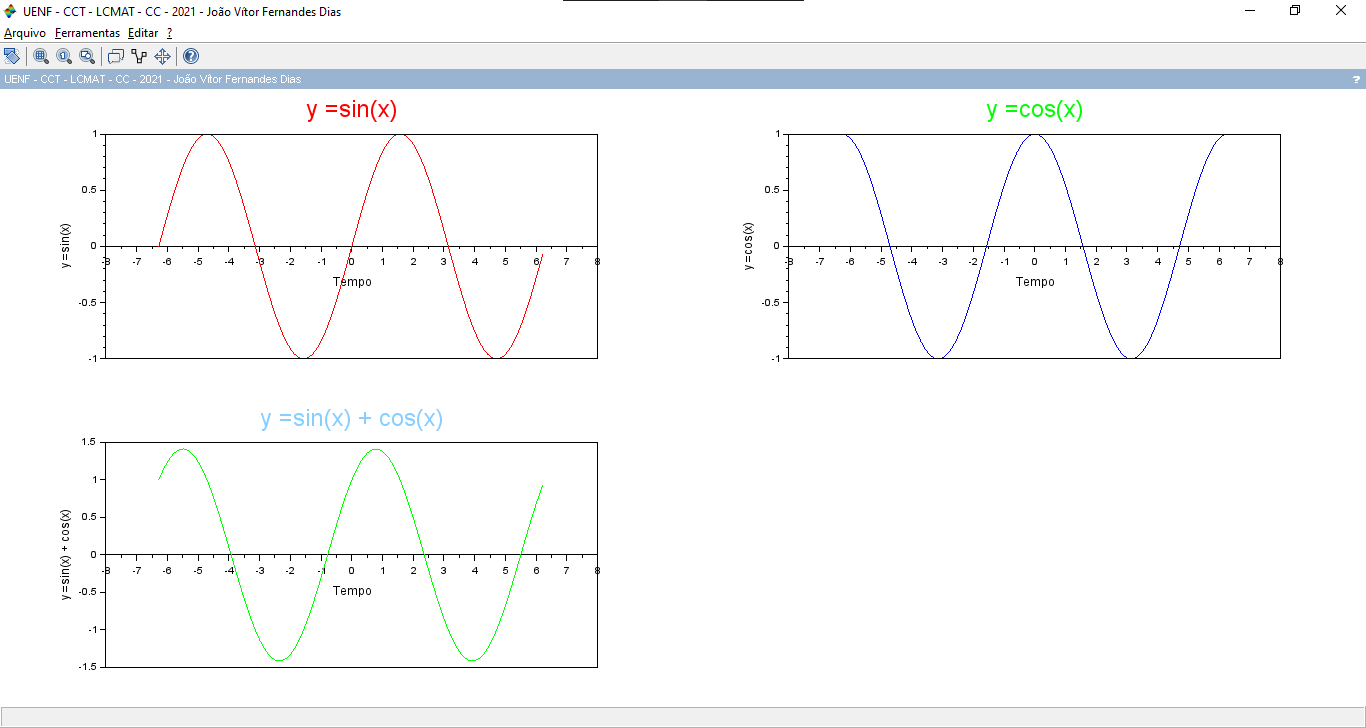 UENF - CCT - LCMAT - CC - 2021 - João Vítor Fernandes Dias
Arquivo Ferramentas Editar ?
UENF - CCT - LCMAT - CC - 2021 - João Vítor Fernandes Dias ?
y =sin(x)
1
0.5
0
-0.5
-1
y =sin(x)
-8 -7 -6 -5 -4 -3 -2 -1 0 1 2 3 4 5 6 7 8
Tempo
y =cos(x)
1
0.5
0
-0.5
-1
y =cos(x)
-8 -7 -6 -5 -4 -3 -2 -1 0 1 2 3 4 5 6 7 8
Tempo
y =sin(x) + cos(x)
1.5
1
0.5
0
-0.5
-1
-1.5
y =sin(x) + cos(x)
-8 -7 -6 -5 -4 -3 -2 -1 0 1 2 3 4 5 6 7 8
Tempo